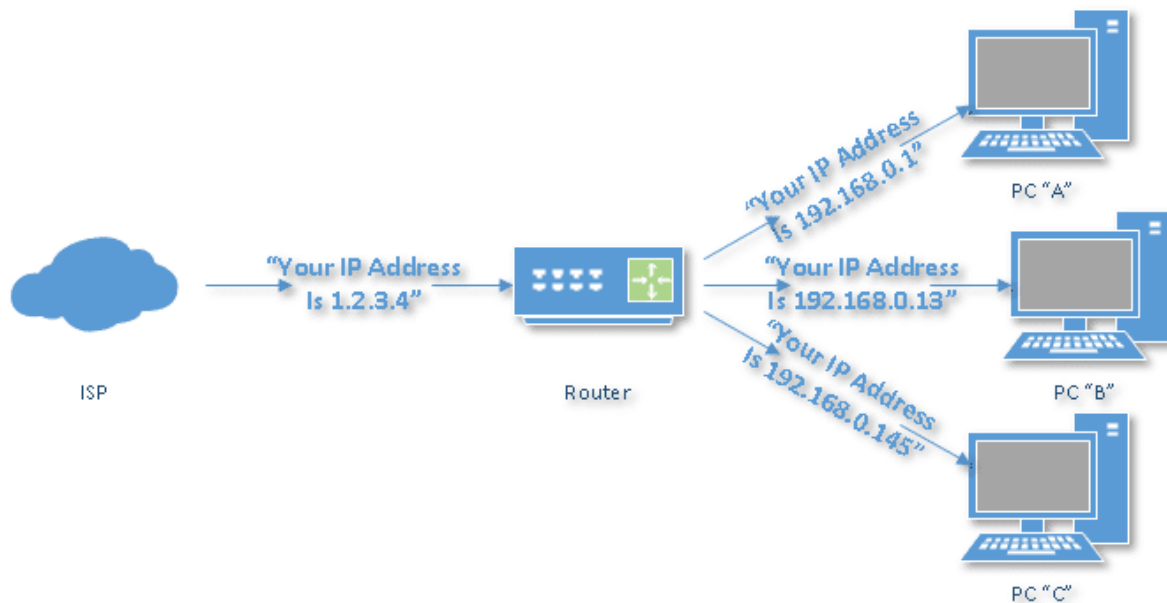 “Your IP Address
Is 192.168.0.1”
PC “A”
“Your IP Address
Is 1.2.3.4”
“Your IP Address
Is 192.168.0.13”
ISP
Router
PC “B”
“Your IP Address
Is 192.168.0.145”
PC “C”